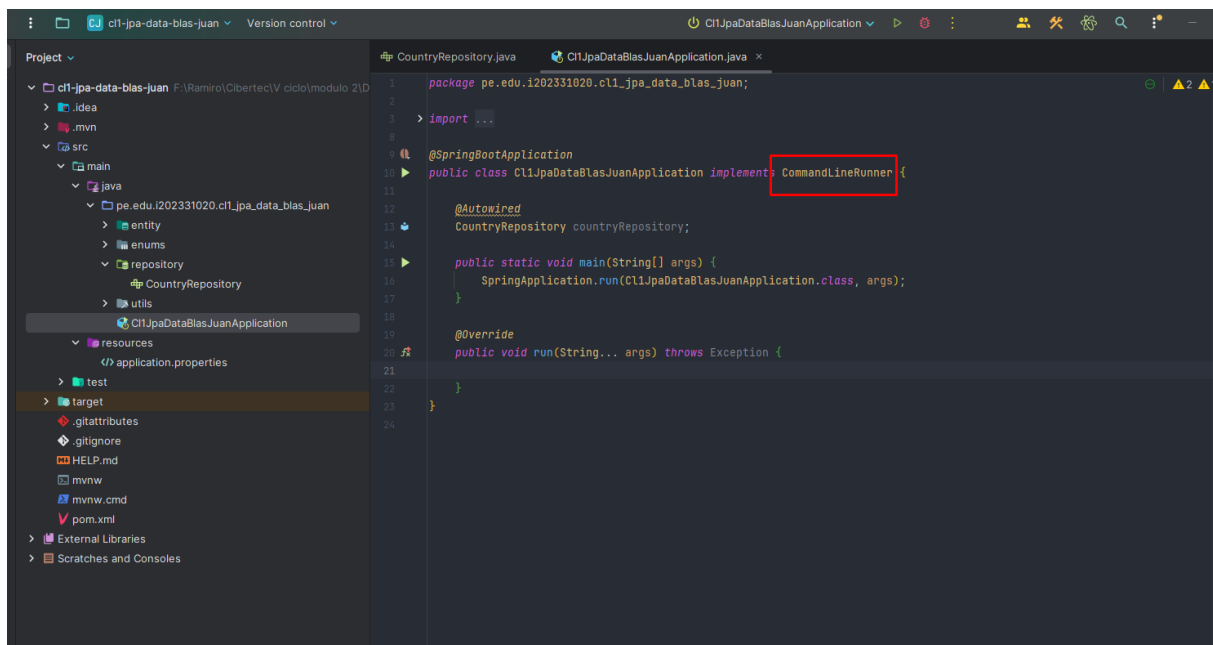 cl1-jpa-data-blas-juan
Version control
Cl1JpaDataBlasJuanApplication
Project
cl1-jpa-data-blas-juan F:\Ramiro\Cibertec\V ciclo\modulo 2\D
.idea
.mvn
src
main
java
pe.edu.i202331020.cl1_jpa_data_blas_juan
entity
enums
repository
CountryRepository
utils
Cl1JpaDataBlasJuanApplication
resources
application.properties
test
target
.gitattributes
.gitignore
HELP.md
mvnw
mvnw.cmd
pom.xml
External Libraries
Scratches and Consoles
CountryRepository.java
Cl1JpaDataBlasJuanApplication.java
2
1 package pe.edu.i202331020.cl1_jpa_data_blas_juan;
2
3 import ...
8
9 @SpringBootApplication
10 public class Cl1JpaDataBlasJuanApplication implements CommandLineRunner {
11
12 @Autowired
13 CountryRepository countryRepository;
14
15 public static void main(String[] args) {
16 SpringApplication.run(Cl1JpaDataBlasJuanApplication.class, args);
17 }
18
19 @Override
20 public void run(String... args) throws Exception {
21
22 }
23 }
24